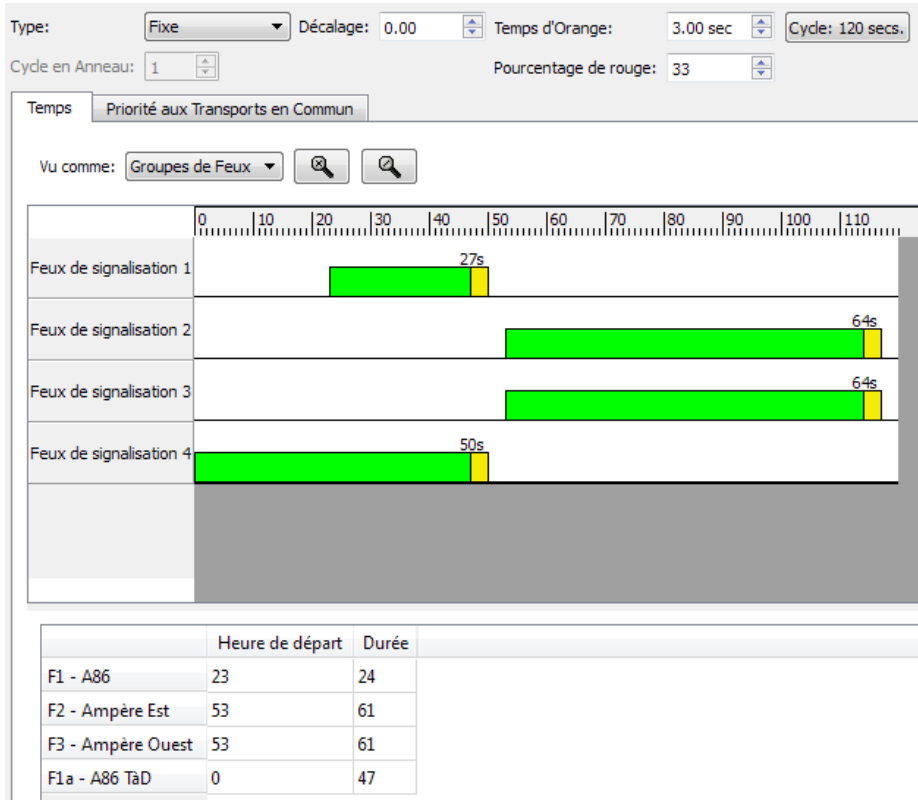 Type: Fixe Décalage: 0.00 Temps d'Orange: 3.00 sec Cycle: 120 secs.
Cycle en Anneau: 1 Pourcentage de rouge: 33
Temps Priorité aux Transports en Commun
Vu comme: Groupes de Feux
0 10 20 30 40 50 60 70 80 90 100 110
Feux de signalisation 1 27s
Feux de signalisation 2 64s
Feux de signalisation 3 64s
Feux de signalisation 4 50s
Heure de départ Durée
F1 - A86 23 24
F2 - Ampère Est 53 61
F3 - Ampère Ouest 53 61
F1a - A86 TàD 0 47